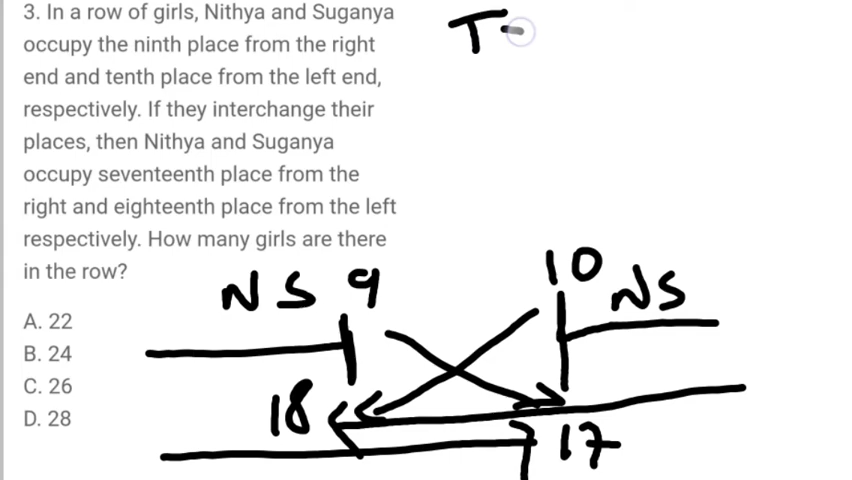 3. In a row of girls, Nithya and Suganya
occupy the ninth place from the right
end and tenth place from the left end,
respectively. If they interchange their
places, then Nithya and Suganya
occupy seventeenth place from the
right and eighteenth place from the left
respectively. How many girls are there
in the row?
A. 22
B. 24
C. 26
D. 28
T -
N S 9
10 NS
18
17